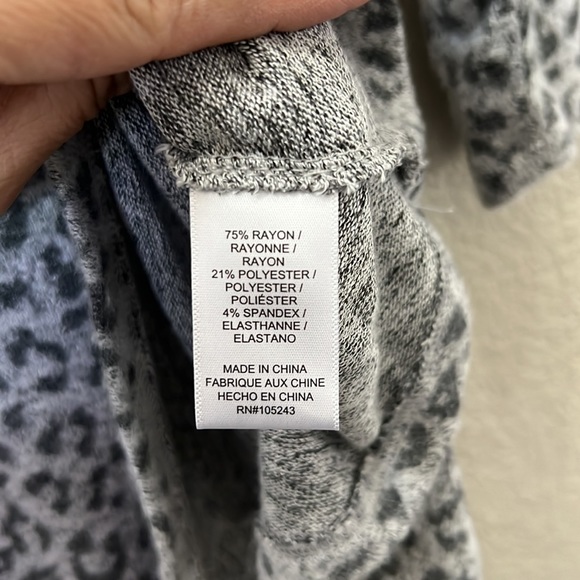 75% RAYON /
RAYONNE /
RAYON
21% POLYESTER /
POLYESTER /
POLIÉSTER
4% SPANDEX /
ELASTHANNE /
ELASTANO
MADE IN CHINA
FABRIQUE AUX CHINE
HECHO EN CHINA
RN#105243